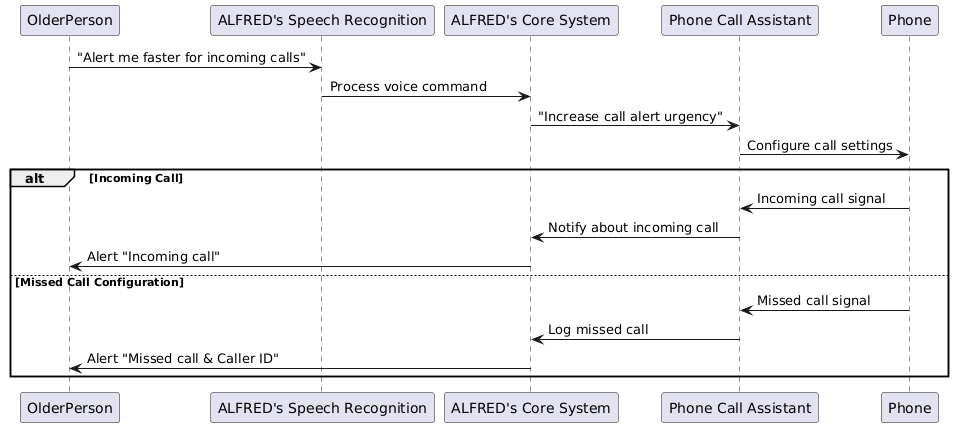 OlderPerson ALFRED's Speech Recognition ALFRED's Core System Phone Call Assistant Phone
"Alert me faster for incoming calls"
Process voice command
"Increase call alert urgency"
Configure call settings
alt [Incoming Call]
Incoming call signal
Notify about incoming call
Alert "Incoming call"
[Missed Call Configuration]
Missed call signal
Log missed call
Alert "Missed call & Caller ID"
OlderPerson ALFRED's Speech Recognition ALFRED's Core System Phone Call Assistant Phone